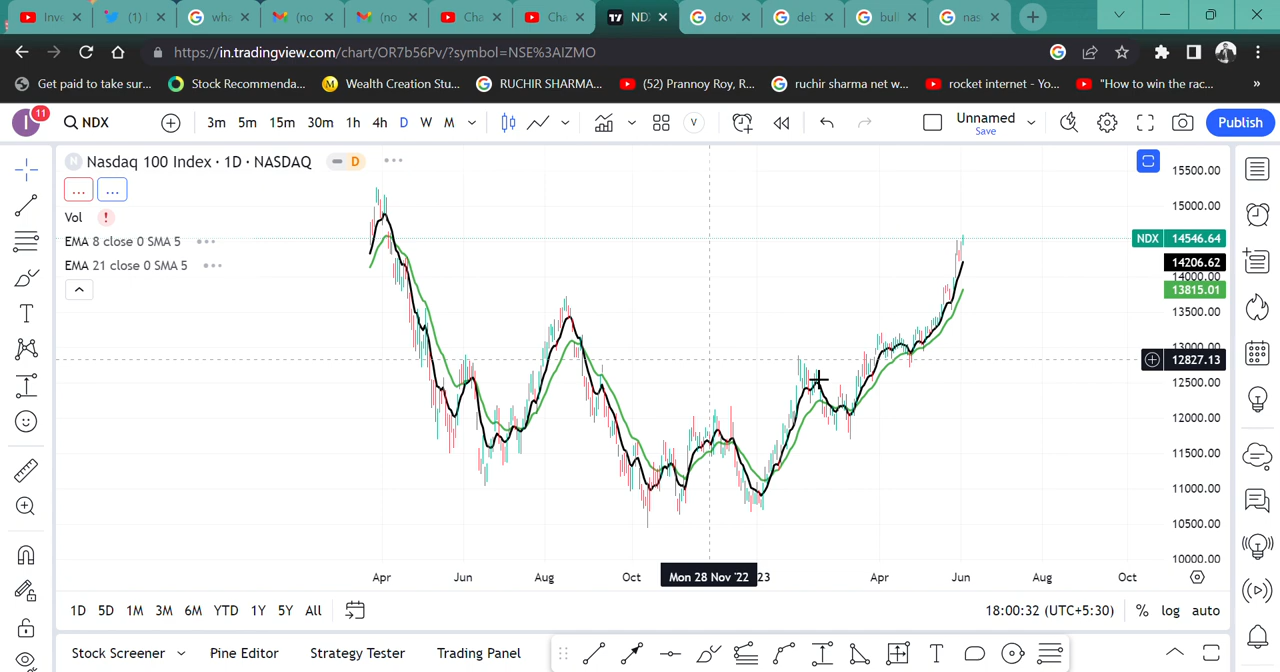 Inve
(1)
wha
(no
(no
Cha
Cha
ND
dov
deb
bull
nas
https://in.tradingview.com/chart/OR7b56Pv/?symbol=NSE%3AIZMO
Get paid to take sur...
Stock Recommenda...
Wealth Creation Stu...
RUCHIR SHARMA...
(52) Prannoy Roy, R...
ruchir sharma net w...
rocket internet - Yo...
"How to win the rac...
»
I
11
NDX
3m
5m
15m
30m
1h
4h
D
W
M
V
Unnamed
Save
Publish
N
Nasdaq 100 Index · 1D · NASDAQ
D
...
...
...
Vol
!
EMA 8 close 0 SMA 5
EMA 21 close 0 SMA 5
15500.00
15000.00
NDX 14546.64
14206.62
14000.00
13815.01
13500.00
13000.00
12827.13
12500.00
12000.00
11500.00
11000.00
10500.00
10000.00
Apr
Jun
Aug
Oct
Mon 28 Nov '22
23
Apr
Jun
Aug
Oct
1D
5D
1M
3M
6M
YTD
1Y
5Y
All
18:00:32 (UTC+5:30)
%
log
auto
Stock Screener
Pine Editor
Strategy Tester
Trading Panel